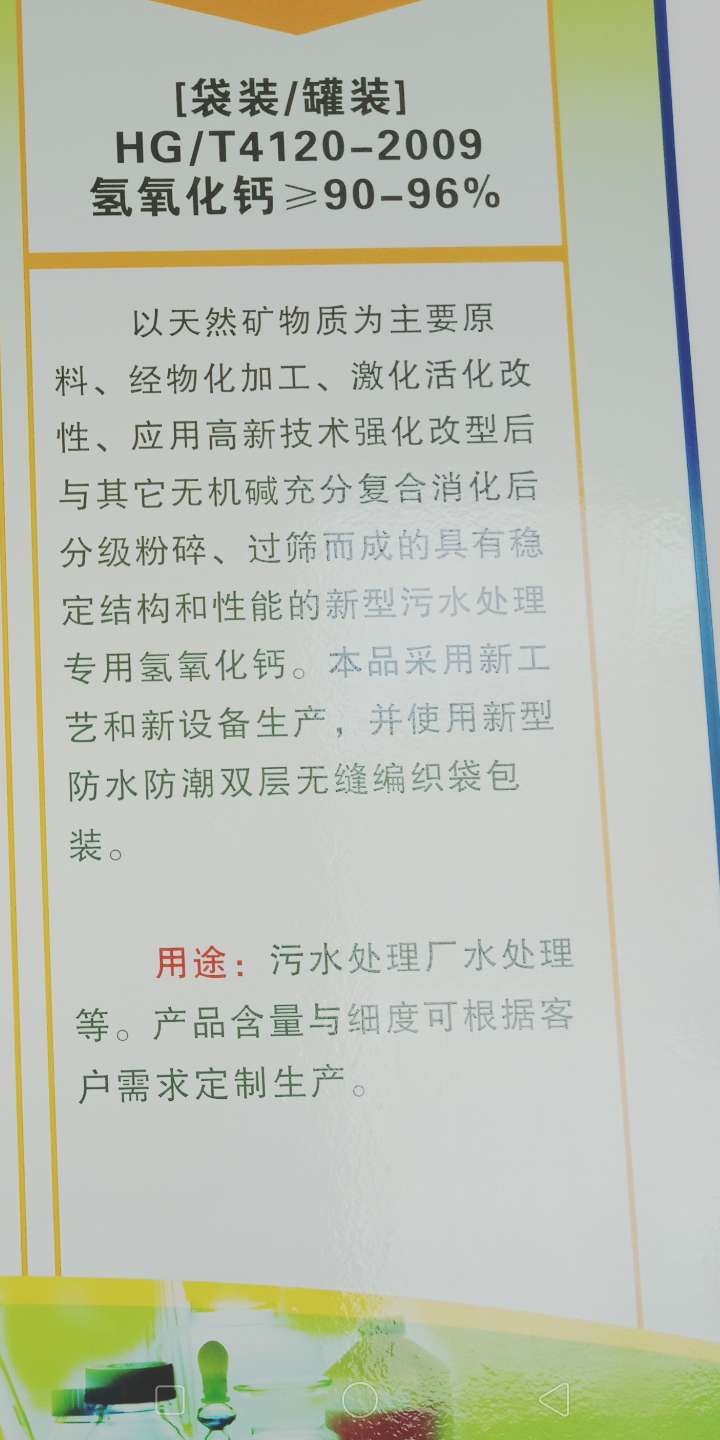 [袋装/罐装]
HG/T4120-2009
氢氧化钙≥90-96%
以天然矿物质为主要原
料、经物化加工、激化活化改
性、应用高新技术强化改型后
与其它无机碱充分复合消化后
分级粉碎、过筛而成的具有稳
定结构和性能的新型污水处理
专用氢氧化钙。本品采用新工
艺和新设备生产，并使用新型
防水防潮双层无缝编织袋包
装。
用途：污水处理厂水处理
等。产品含量与细度可根据客
户需求定制生产。